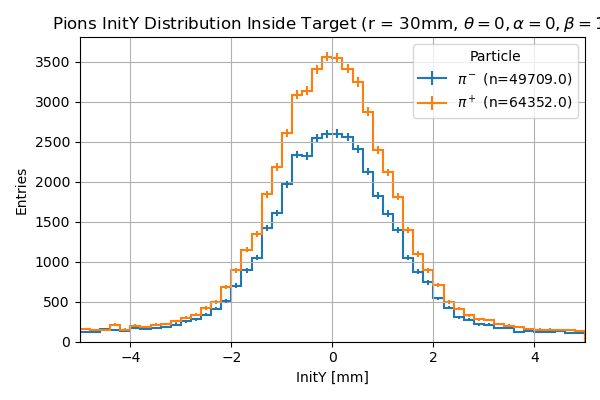 Pions InitY Distribution Inside Target (r = 30mm, θ = 0, α = 0, β = 1
Particle
π⁻ (n=49709.0)
π⁺ (n=64352.0)
3500
3000
2500
2000
1500
1000
500
0
Entries
−4 −2 0 2 4
InitY [mm]